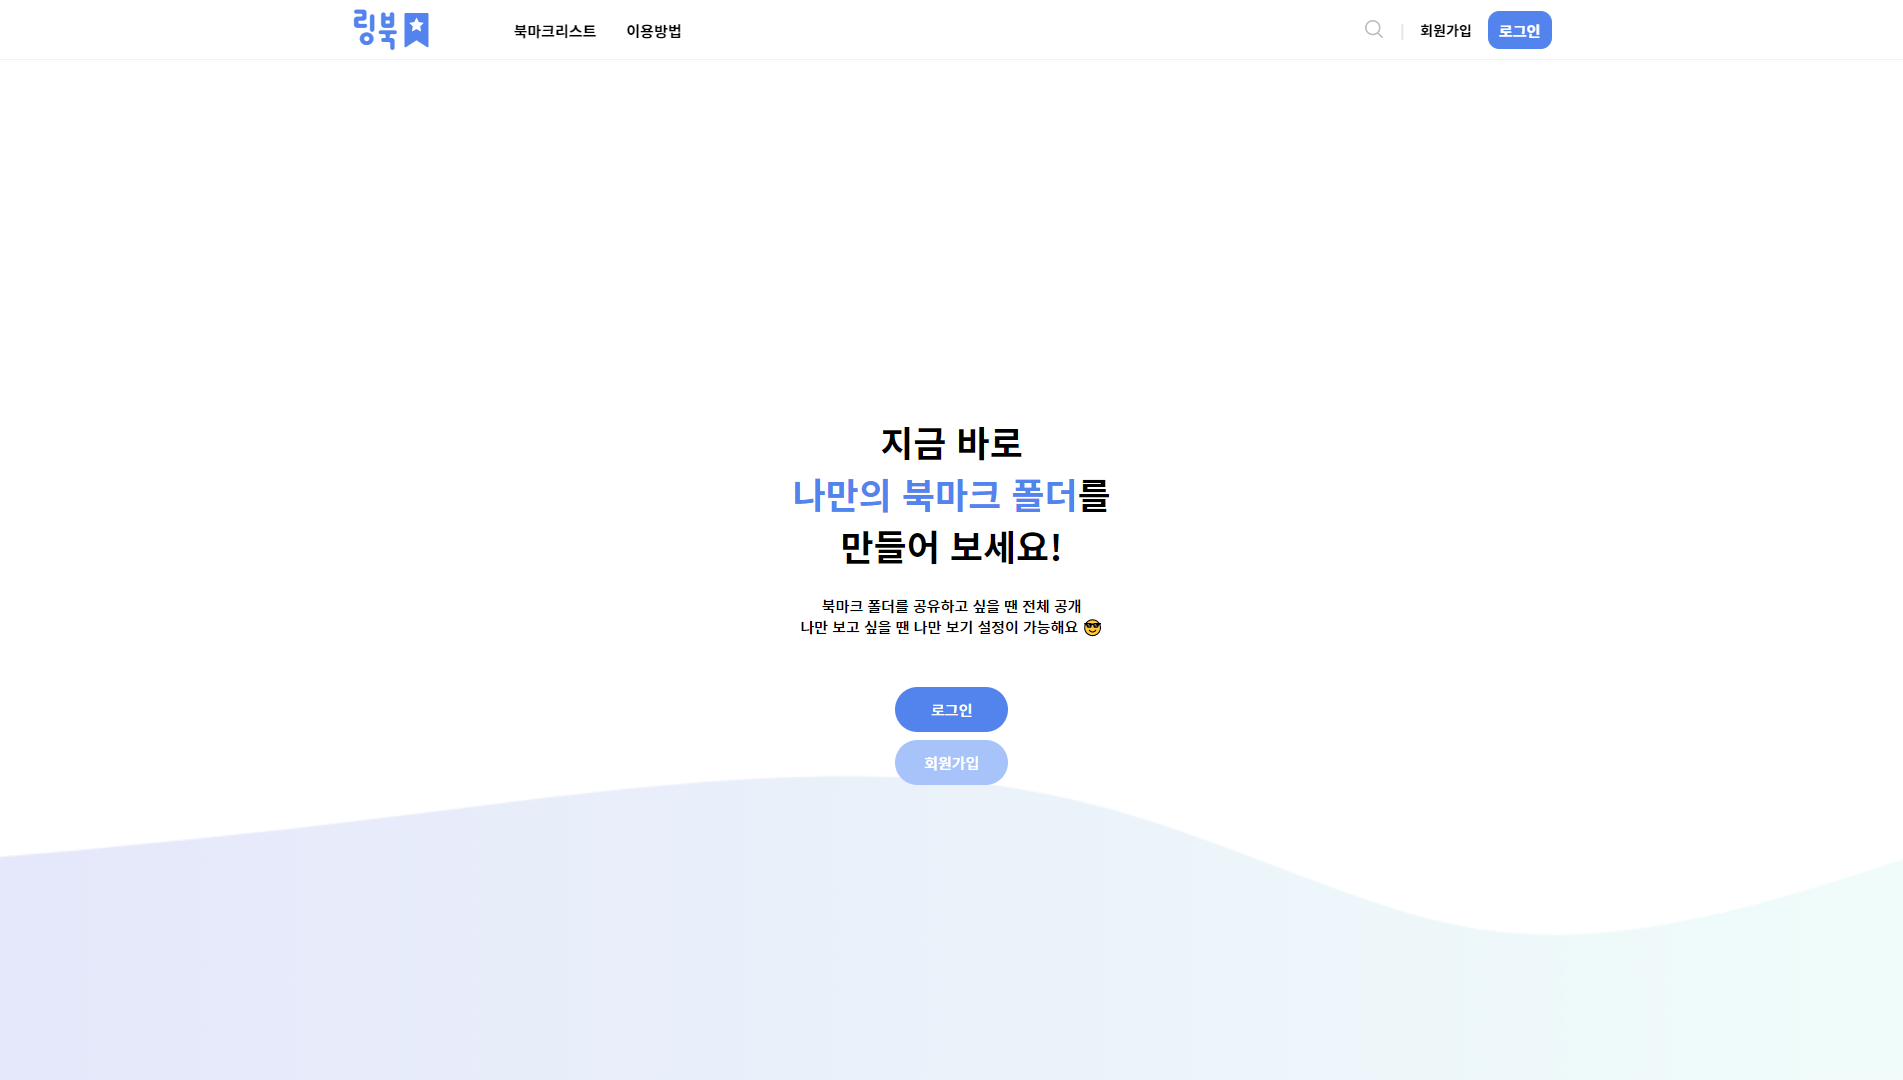 링북
북마크리스트
이용방법
회원가입
로그인
지금 바로
나만의 북마크 폴더를
만들어 보세요!
북마크 폴더를 공유하고 싶을 땐 전체 공개
나만 보고 싶을 땐 나만 보기 설정이 가능해요 😎
로그인
회원가입